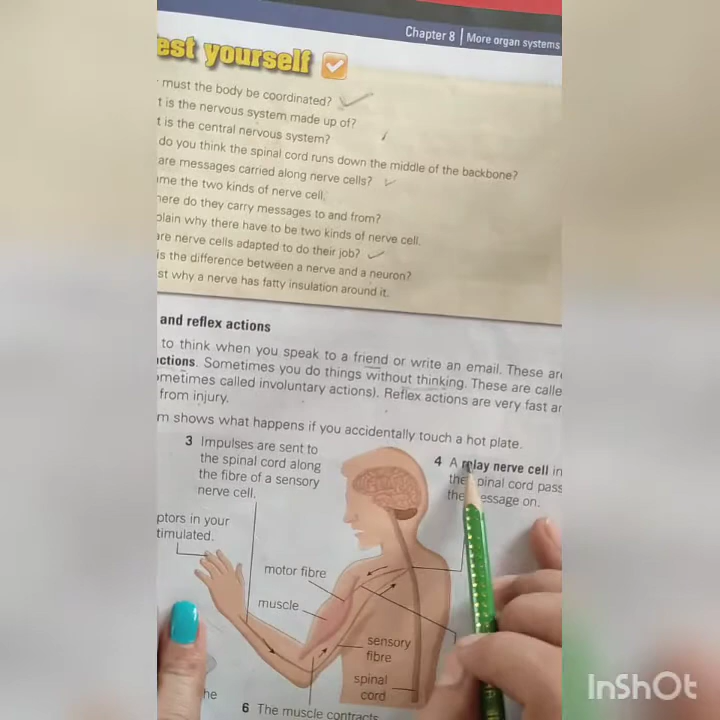 Chapter 8 | More organ systems
est yourself
must the body be coordinated?
t is the nervous system made up of?
t is the central nervous system?
do you think the spinal cord runs down the middle of the backbone?
are messages carried along nerve cells?
me the two kinds of nerve cell.
here do they carry messages to and from?
plain why there have to be two kinds of nerve cell.
are nerve cells adapted to do their job?
is the difference between a nerve and a neuron?
st why a nerve has fatty insulation around it.
and reflex actions
to think when you speak to a friend or write an email. These are
actions. Sometimes you do things without thinking. These are calle
ometimes called involuntary actions). Reflex actions are very fast an
from injury.
m shows what happens if you accidentally touch a hot plate.
3 Impulses are sent to
the spinal cord along
the fibre of a sensory
nerve cell.
4 A relay nerve cell in
the spinal cord pass
the message on.
ptors in your
timulated.
motor fibre
muscle
sensory
fibre
spinal
cord
he
6 The muscle contracts
InShOt